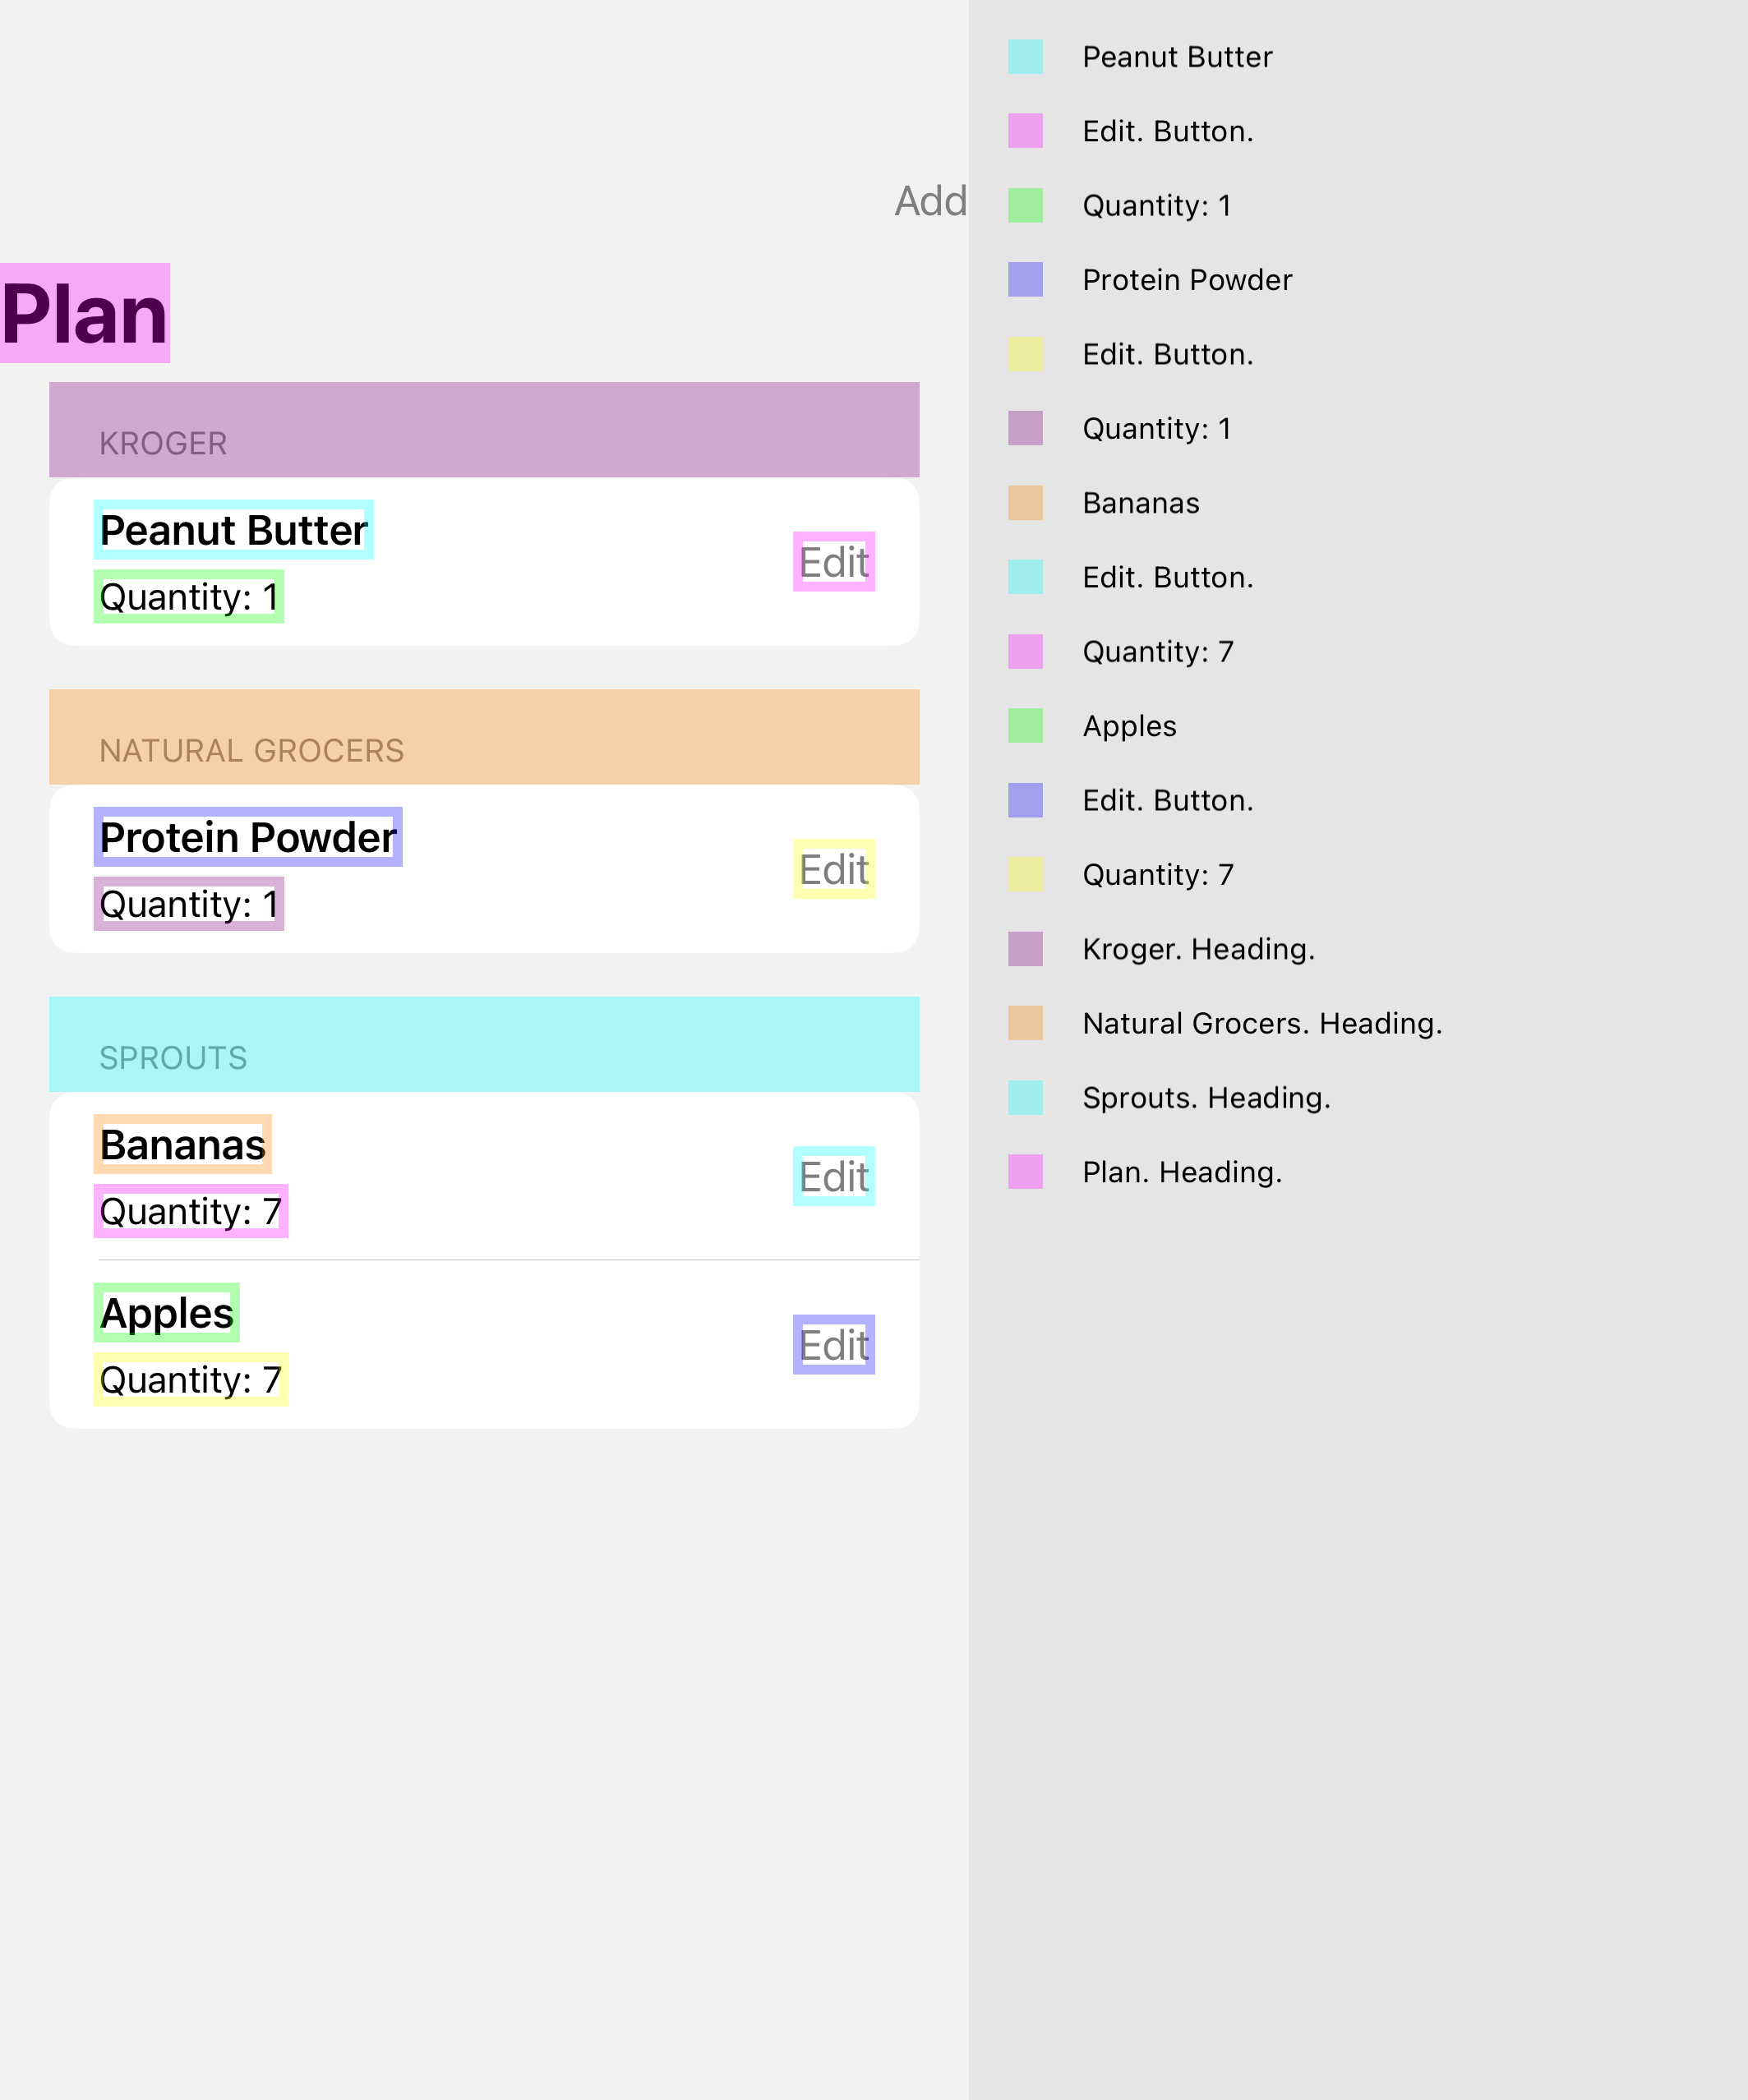 Add
Plan
KROGER
Peanut Butter
Edit
Quantity: 1
NATURAL GROCERS
Protein Powder
Edit
Quantity: 1
SPROUTS
Bananas
Edit
Quantity: 7
Apples
Edit
Quantity: 7
Peanut Butter
Edit. Button.
Quantity: 1
Protein Powder
Edit. Button.
Quantity: 1
Bananas
Edit. Button.
Quantity: 7
Apples
Edit. Button.
Quantity: 7
Kroger. Heading.
Natural Grocers. Heading.
Sprouts. Heading.
Plan. Heading.